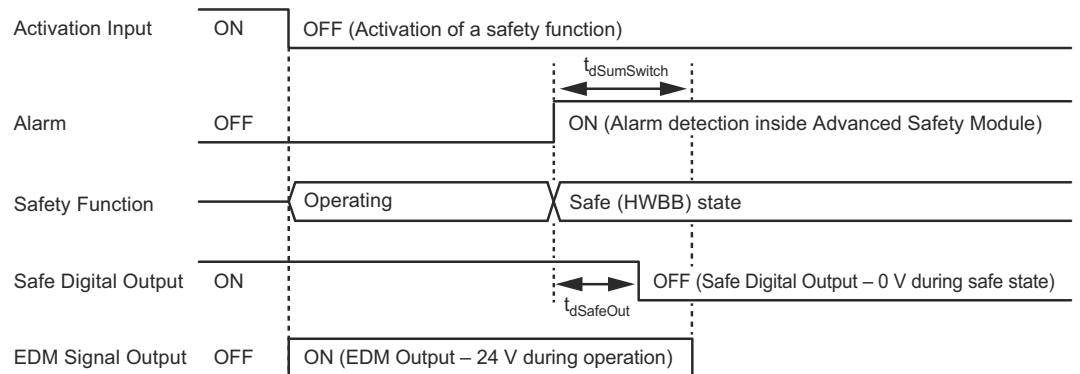 Activation Input ON OFF (Activation of a safety function)
tdSumSwitch
Alarm OFF ON (Alarm detection inside Advanced Safety Module)
Safety Function Operating Safe (HWBB) state
Safe Digital Output ON OFF (Safe Digital Output – 0 V during safe state)
tdSafeOut
EDM Signal Output OFF ON (EDM Output – 24 V during operation)